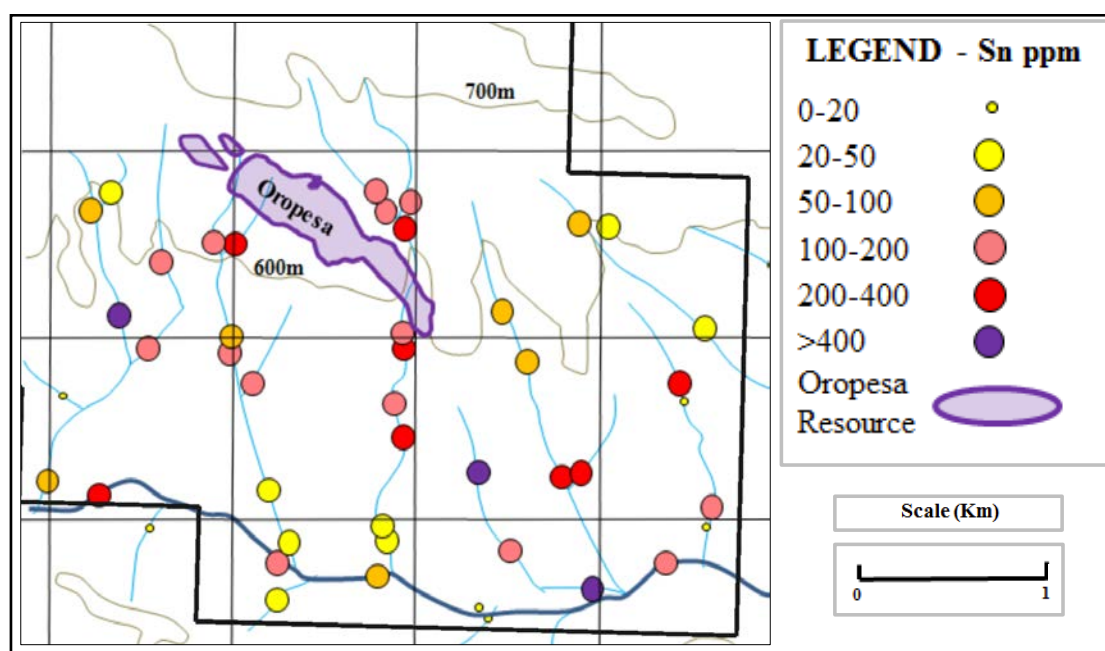 700m
Oropesa
600m
LEGEND - Sn ppm
0-20
20-50
50-100
100-200
200-400
>400
Oropesa
Resource
Scale (Km)
0 1